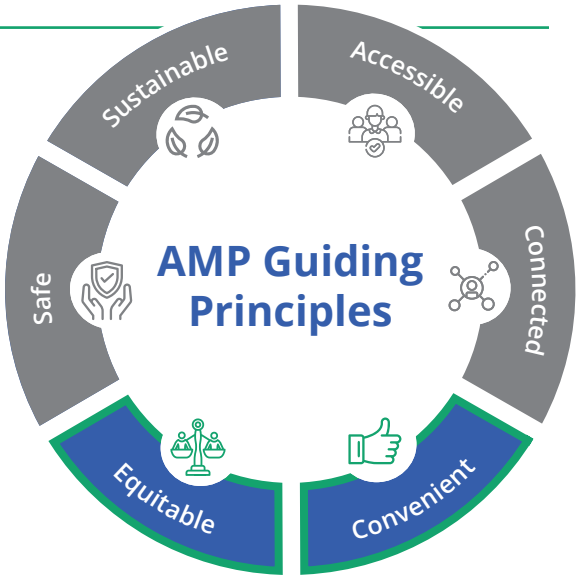 Sustainable
Accessible
Connected
Convenient
Equitable
Safe
AMP Guiding
Principles